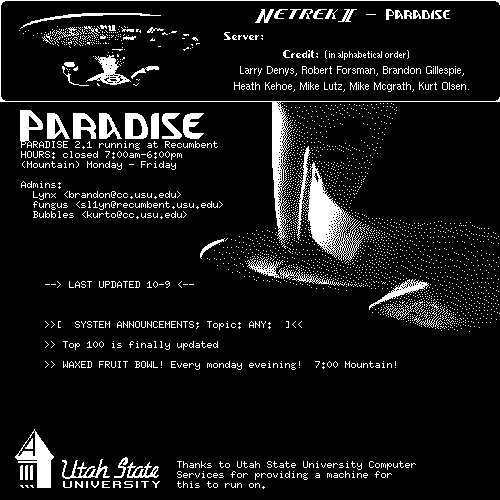 NETREK II - PARADISE
Server:
Credit: (in alphabetical order)
Larry Denys, Robert Forsman, Brandon Gillespie,
Heath Kehoe, Mike Lutz, Mike Mcgrath, Kurt Olsen.
PARADISE
PARADISE 2.1 running at Recumbent
HOURS: closed 7:00am-6:00pm
(Mountain) Monday - Friday
Admins:
Lynx <brandon@cc.usu.edu>
fungus <sl1yn@recumbent.usu.edu>
Bubbles <kurto@cc.usu.edu>
--> LAST UPDATED 10-9 <--
>>[ SYSTEM ANNOUNCEMENTS; Topic: ANY: ]<<
>> Top 100 is finally updated
>> WAXED FRUIT BOWL! Every monday eveining! 7:00 Mountain!
Utah State
UNIVERSITY
Thanks to Utah State University Computer
Services for providing a machine for
this to run on.